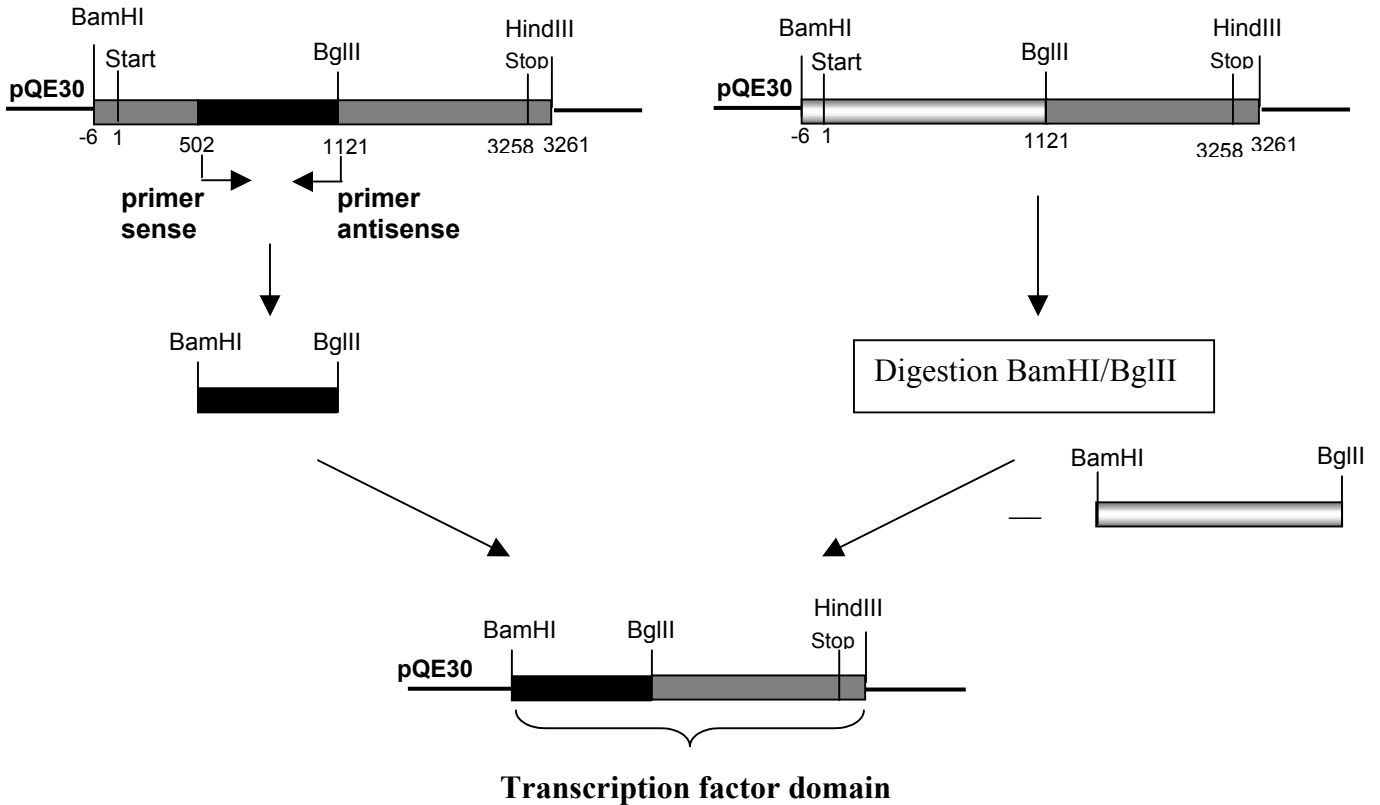 BamHI
Start
BglII
HindIII
Stop
pQE30
-6 1 502 1121 3258 3261
primer sense
primer antisense
BamHI
Start
BglII
HindIII
Stop
pQE30
-6 1 1121 3258 3261
BamHI BglII
Digestion BamHI/BglII
BamHI BglII
BamHI BglII HindIII
Stop
pQE30
Transcription factor domain